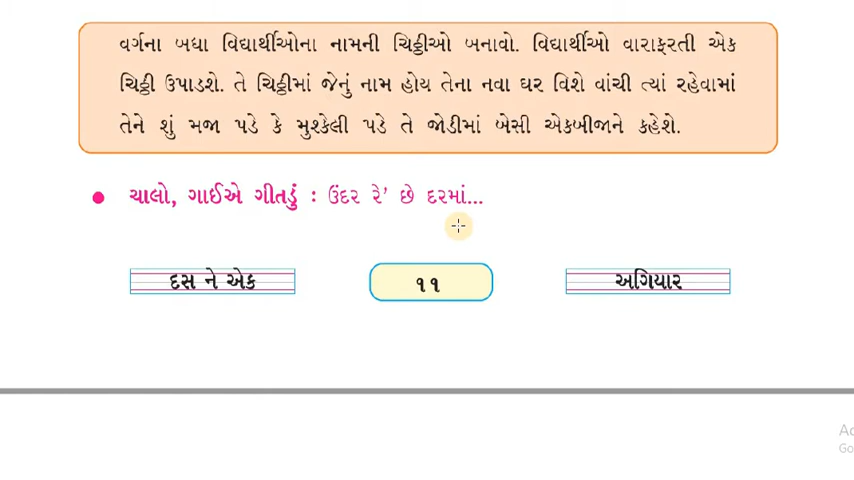 વર્ગના બધા વિદ્યાર્થીઓના નામની ચિઠ્ઠીઓ બનાવો. વિદ્યાર્થીઓ વારાફરતી એક
ચિઠ્ઠી ઉપાડશે. તે ચિઠ્ઠીમાં જેનું નામ હોય તેના નવા ઘર વિશે વાંચી ત્યાં રહેવામાં
તેને શું મજા પડે કે મુશ્કેલી પડે તે જોડીમાં બેસી એકબીજાને કહેશે.
● ચાલો, ગાઈએ ગીતડું : ઉંદર રે' છે દરમાં...
દસ ને એક ૧૧ અગિયાર